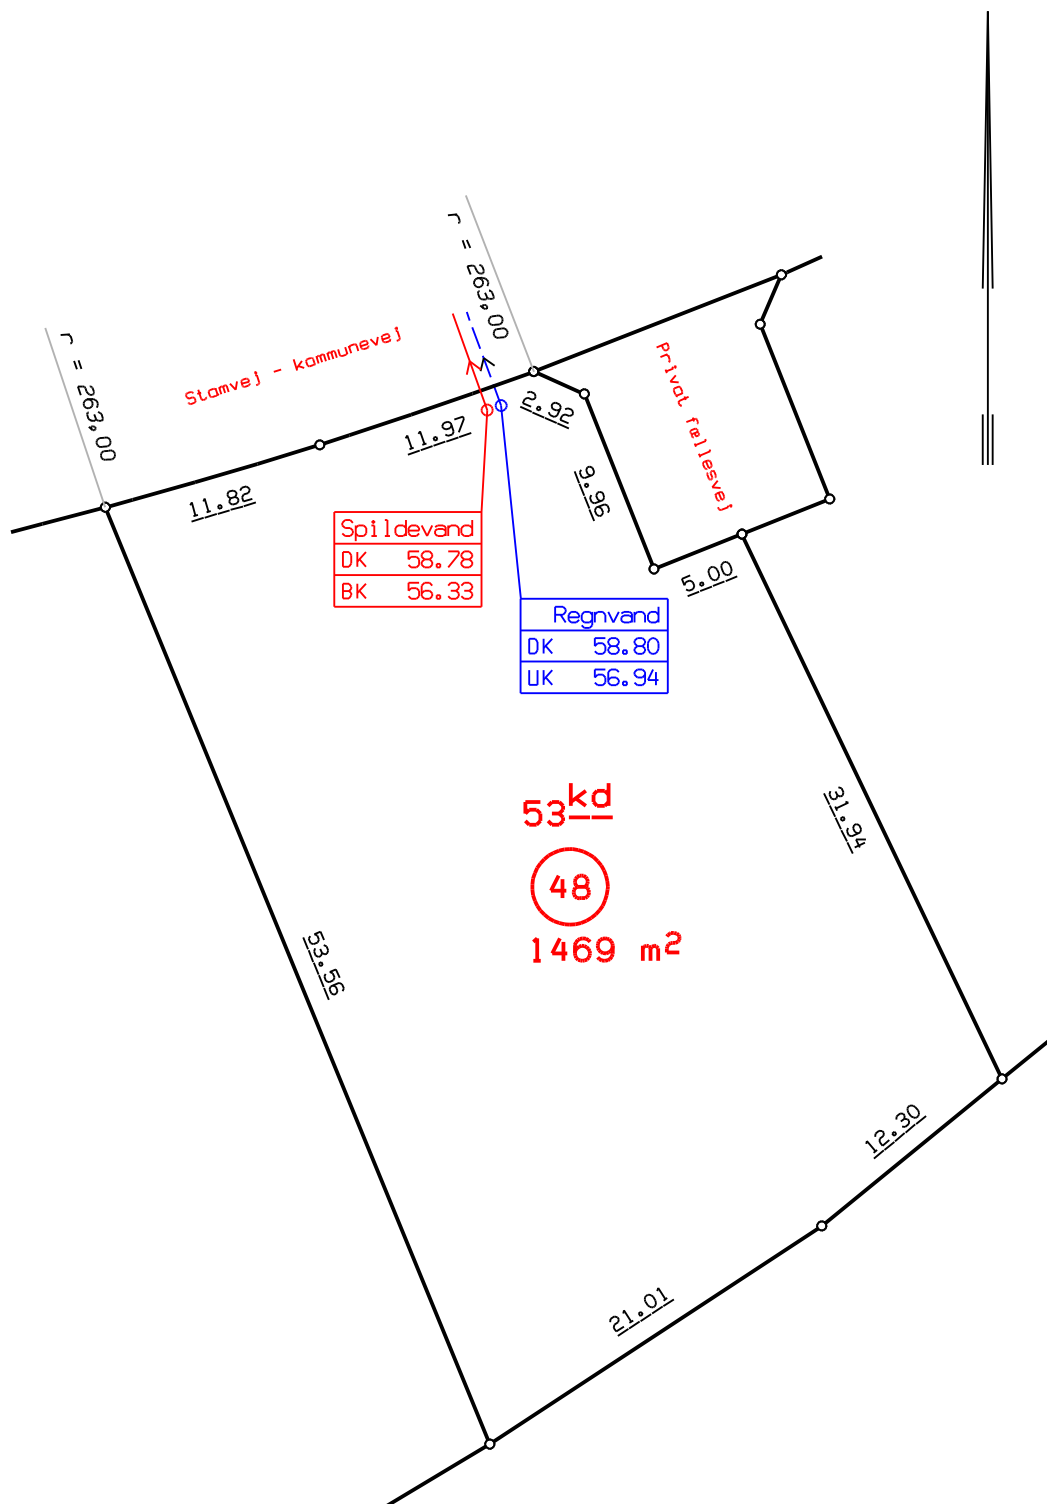 r = 263,00
r = 263,00
Stamvej - kommunevej
Privat fællesvej
11.82
11.97
2.92
9.96
5.00
Spildevand
DK 58.78
BK 56.33
Regnvand
DK 58.80
UK 56.94
53kd
48
1469 m²
31.94
53.56
12.30
21.01